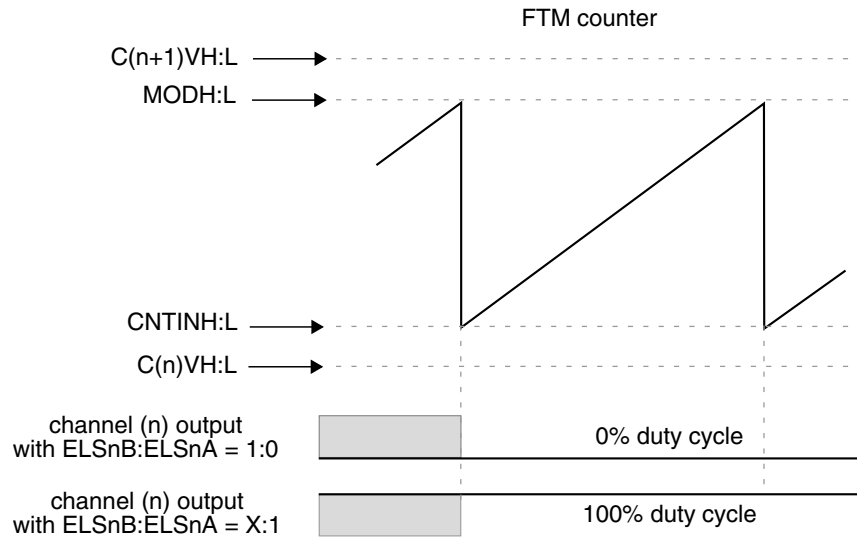 FTM counter
C(n+1)VH:L
MODH:L
CNTINH:L
C(n)VH:L
channel (n) output
with ELSnB:ELSnA = 1:0
0% duty cycle
channel (n) output
with ELSnB:ELSnA = X:1
100% duty cycle